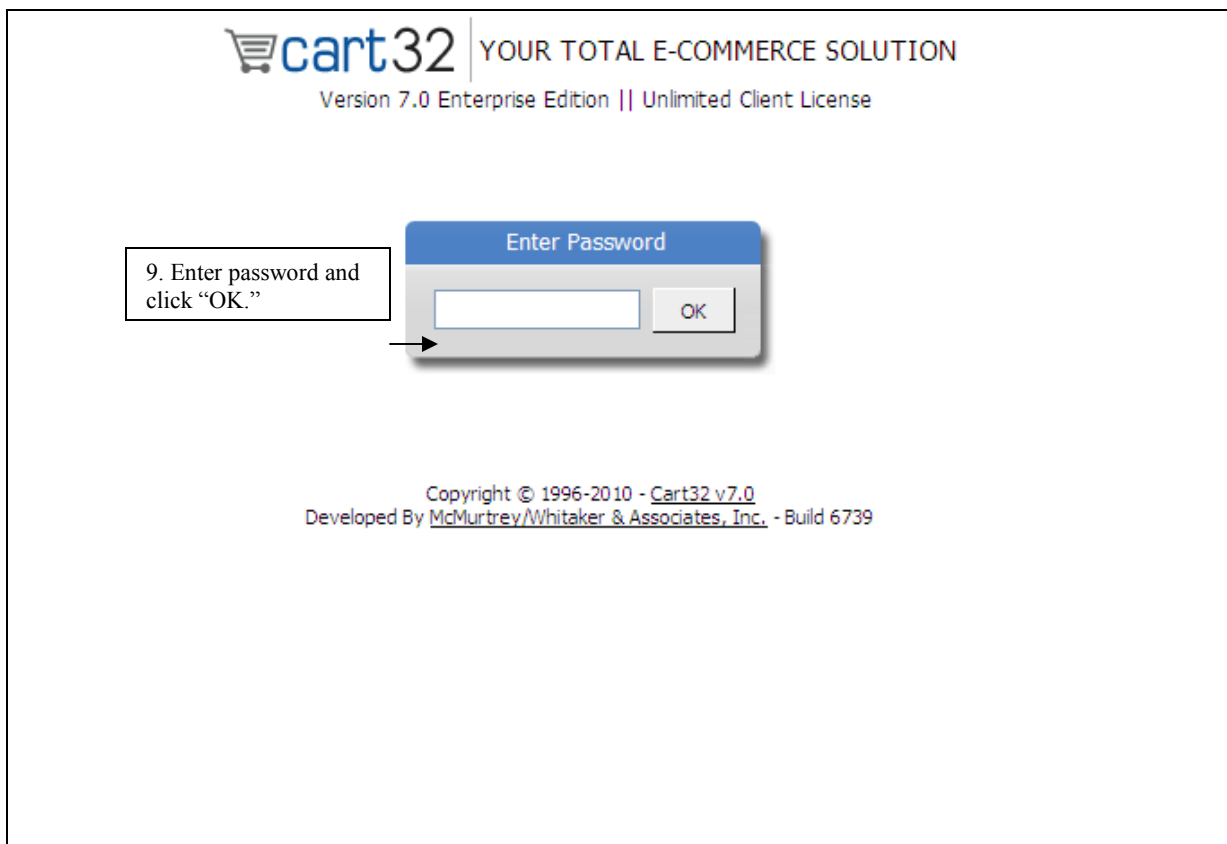 cart32 YOUR TOTAL E-COMMERCE SOLUTION
Version 7.0 Enterprise Edition || Unlimited Client License
Enter Password
9. Enter password and
click “OK.”
OK
Copyright © 1996-2010 - Cart32 v7.0
Developed By McMurtrey/Whitaker & Associates, Inc. - Build 6739